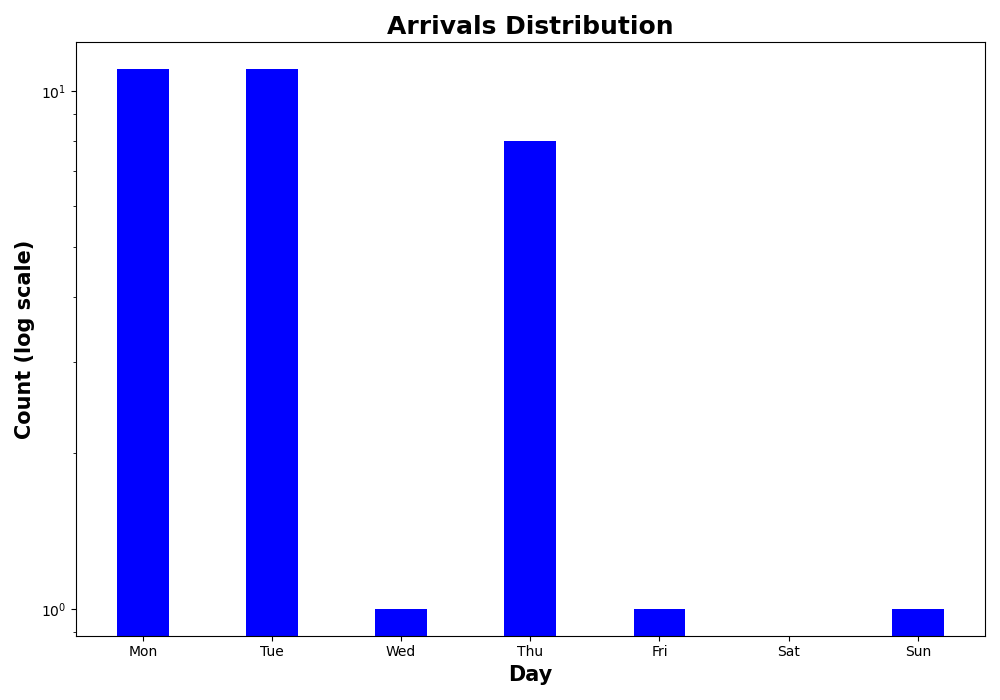 Arrivals Distribution
Count (log scale)
10¹
10⁰
Mon Tue Wed Thu Fri Sat Sun
Day